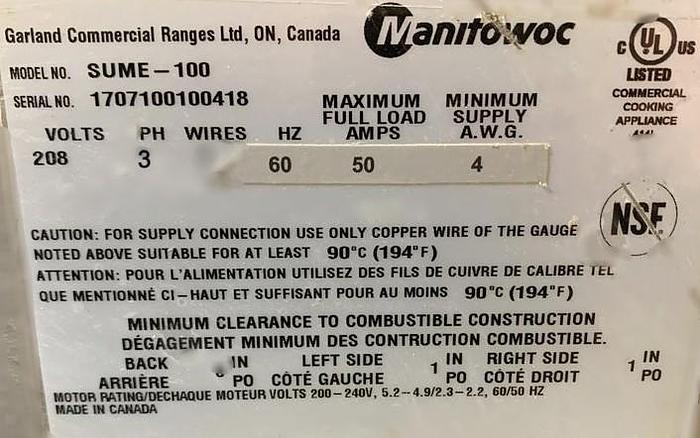 Garland Commercial Ranges Ltd, ON, Canada Manitowoc
MODEL NO. SUME-100
SERIAL NO. 1707100100418
C UL US
LISTED
COMMERCIAL
COOKING
APPLIANCE
VOLTS PH WIRES HZ MAXIMUM FULL LOAD AMPS MINIMUM SUPPLY A.W.G.
208 3 60 50 4
NSF
CAUTION: FOR SUPPLY CONNECTION USE ONLY COPPER WIRE OF THE GAUGE
NOTED ABOVE SUITABLE FOR AT LEAST 90°C (194°F)
ATTENTION: POUR L'ALIMENTATION UTILISEZ DES FILS DE CUIVRE DE CALIBRE TEL
QUE MENTIONNÉ CI-HAUT ET SUFFISANT POUR AU MOINS 90°C (194°F)
MINIMUM CLEARANCE TO COMBUSTIBLE CONSTRUCTION
DÉGAGEMENT MINIMUM DES CONTRUCTION COMBUSTIBLE.
BACK IN LEFT SIDE 1 IN RIGHT SIDE 1 IN
ARRIÈRE PO CÔTÉ GAUCHE PO CÔTÉ DROIT PO
MOTOR RATING/DECHAQUE MOTEUR VOLTS 200-240V, 5.2-4.9/2.3-2.2, 60/50 HZ
MADE IN CANADA